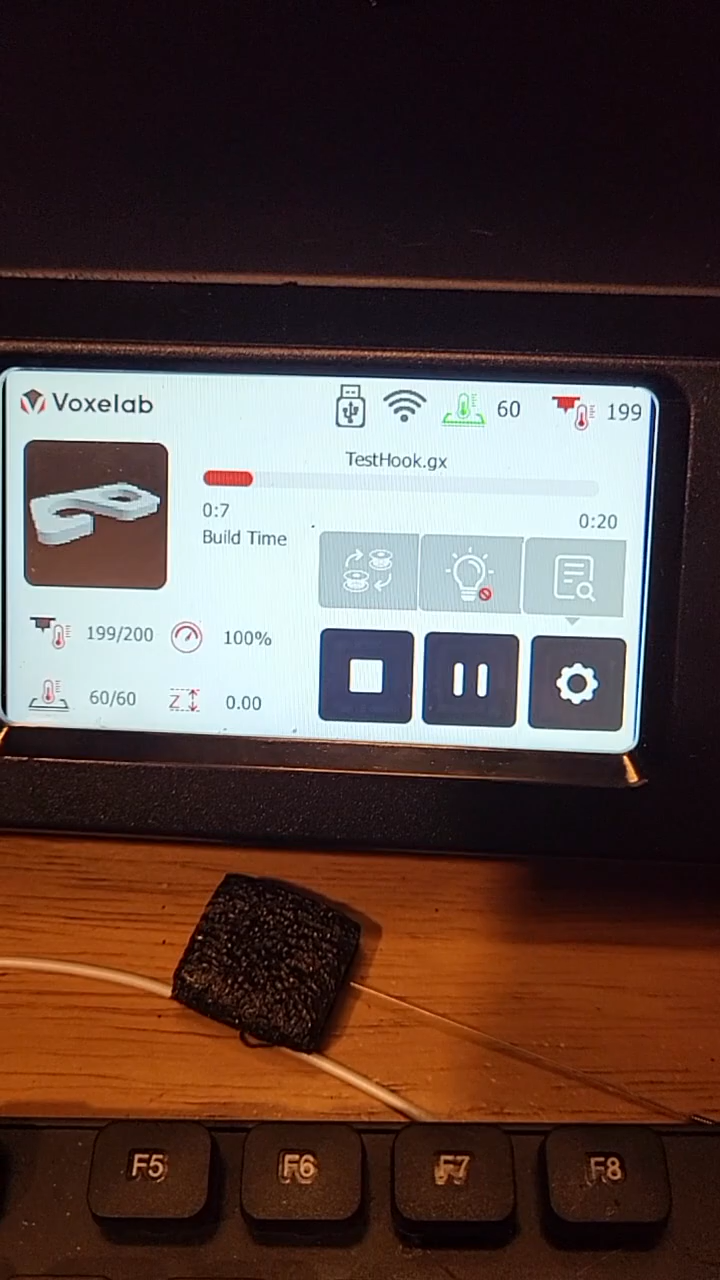 Voxelab
60
199
TestHook.gx
0:7
0:20
Build Time
199/200
100%
60/60
Z
0.00
F5
F6
F7
F8